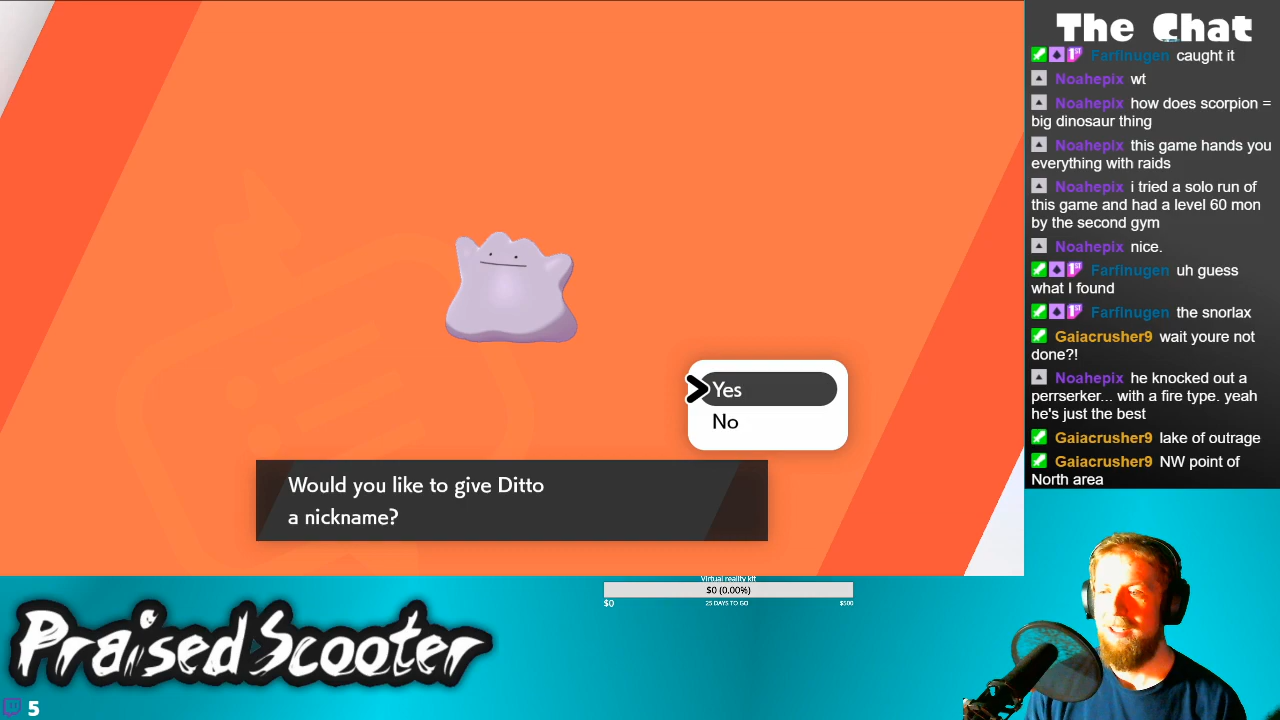 The Chat
Farfinugen caught it
Noahepix wt
Noahepix how does scorpion =
big dinosaur thing
Noahepix this game hands you
everything with raids
Noahepix i tried a solo run of
this game and had a level 60 mon
by the second gym
Noahepix nice.
Farfinugen uh guess
what I found
Farfinugen the snorlax
Gaiacrusher9 wait youre not
done?!
Noahepix he knocked out a
perrserker... with a fire type. yeah
he's just the best
Gaiacrusher9 lake of outrage
Gaiacrusher9 NW point of
North area
Yes
No
Would you like to give Ditto
a nickname?
Virtual reality kit
$0 (0.00%)
$0 25 DAYS TO GO $500
PraisedScooter
5